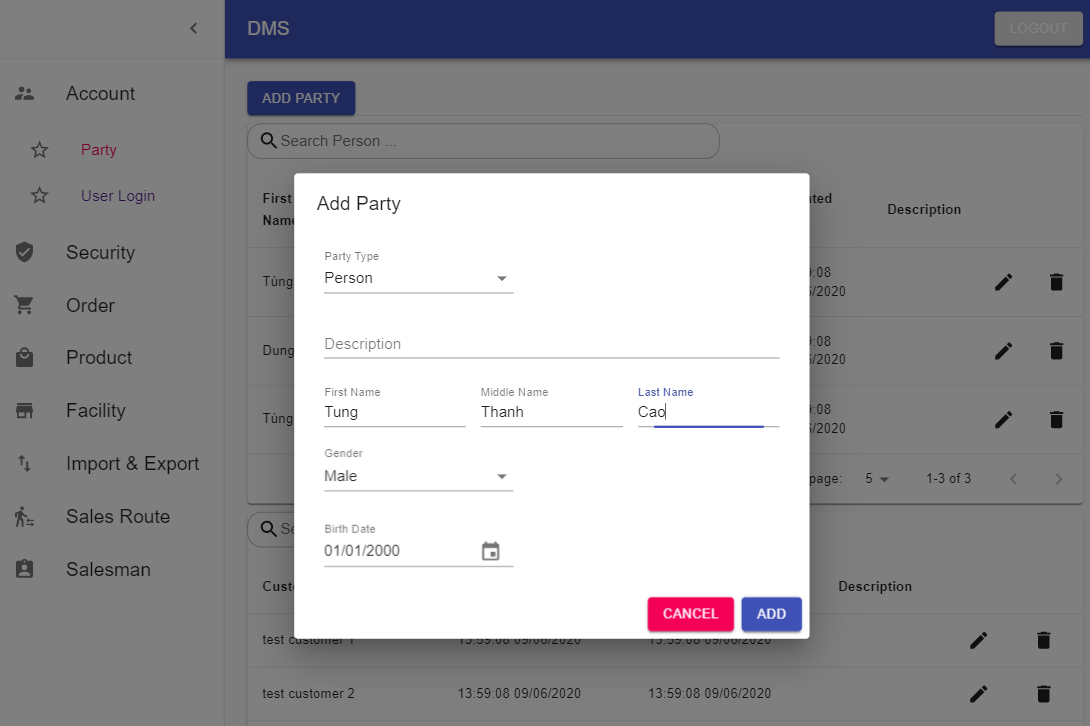 DMS
LOGOUT
Account
Party
User Login
Security
Order
Product
Facility
Import & Export
Sales Route
Salesman
ADD PARTY
Search Person ...
First
Name
Description
Tùng
:08
/2020
Dung
:08
/2020
Tùng
:08
/2020
page: 5 1-3 of 3
Add Party
Party Type
Person
Description
First Name Middle Name Last Name
Tung Thanh Cao
Gender
Male
Birth Date
01/01/2000
CANCEL ADD
Description
test customer 1 13:59:08 09/06/2020 13:59:08 09/06/2020
test customer 2 13:59:08 09/06/2020 13:59:08 09/06/2020